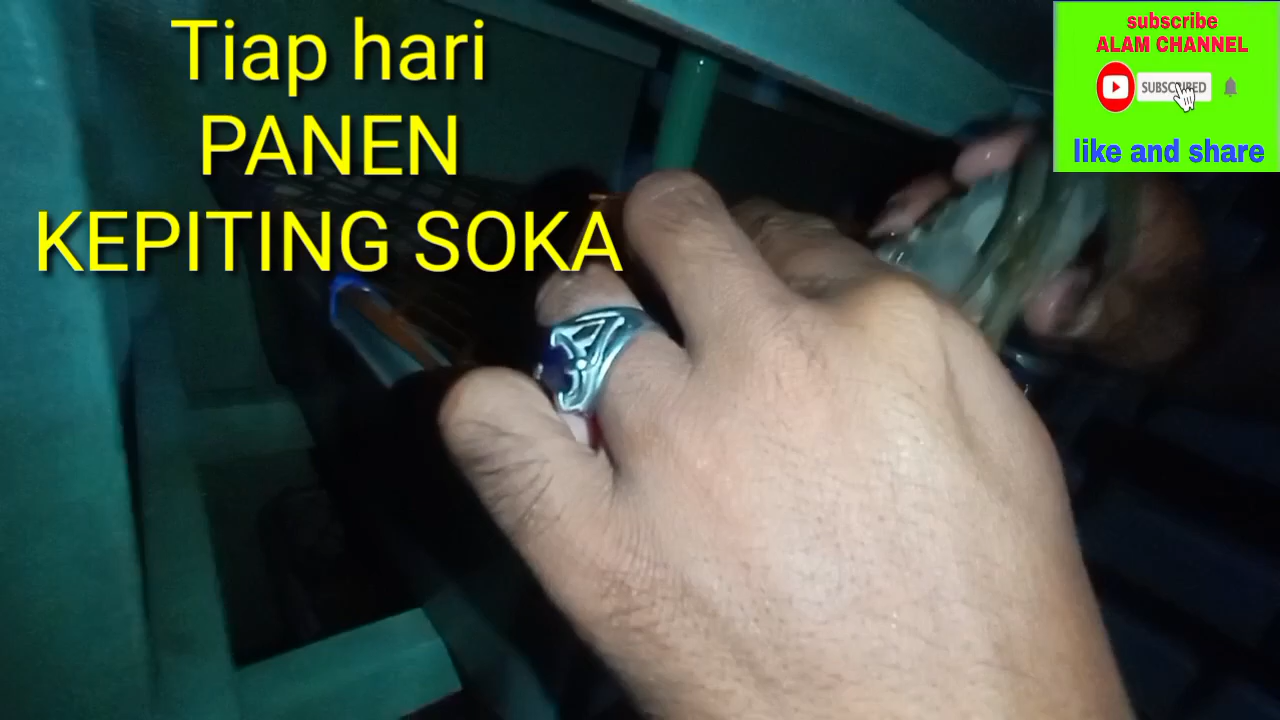 Tiap hari
PANEN
KEPITING SOKA
subscribe
ALAM CHANNEL
SUBSCRIBED
like and share